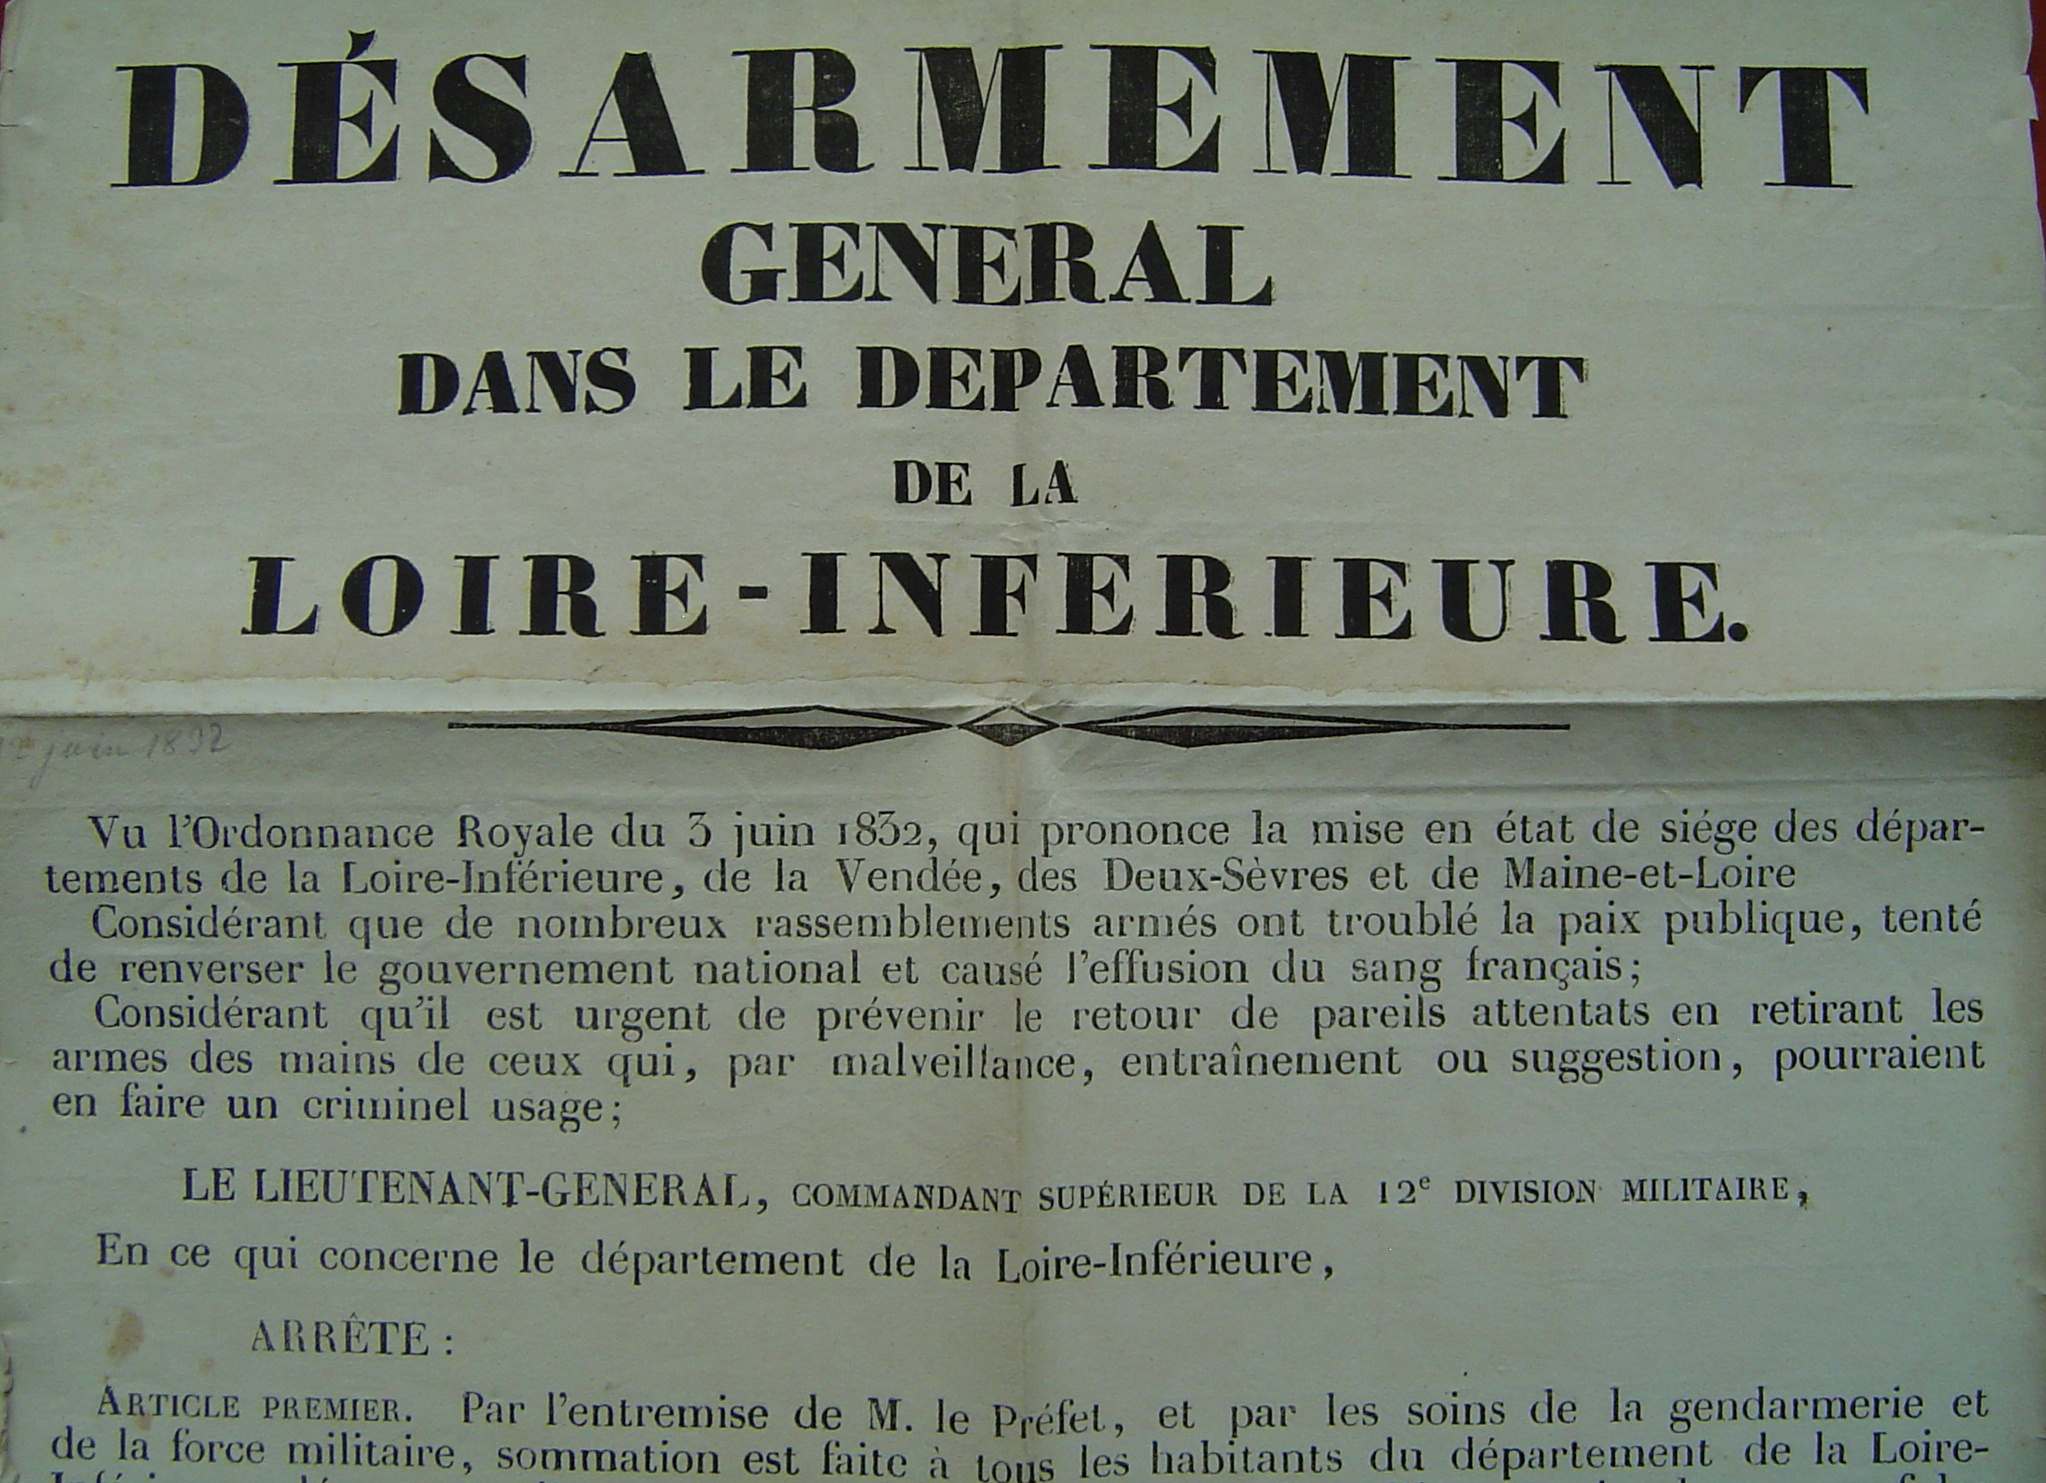 DÉSARMEMENT
GENERAL
DANS LE DEPARTEMENT
DE LA
LOIRE-INFERIEURE.
juin 1832
Vu l'Ordonnance Royale du 3 juin 1832, qui prononce la mise en état de siége des dépar-
tements de la Loire-Inférieure, de la Vendée, des Deux-Sèvres et de Maine-et-Loire
Considérant que de nombreux rassemblements armés ont troublé la paix publique, tenté
de renverser le gouvernement national et causé l'effusion du sang français;
Considérant qu'il est urgent de prévenir le retour de pareils attentats en retirant les
armes des mains de ceux qui, par malveillance, entraînement ou suggestion, pourraient
en faire un criminel usage;
LE LIEUTENANT-GENERAL, COMMANDANT SUPÉRIEUR DE LA 12e DIVISION MILITAIRE,
En ce qui concerne le département de la Loire-Inférieure,
ARRÊTE :
ARTICLE PREMIER. Par l'entremise de M. le Préfet, et par les soins de la gendarmerie et
de la force militaire, sommation est faite à tous les habitants du département de la Loire-